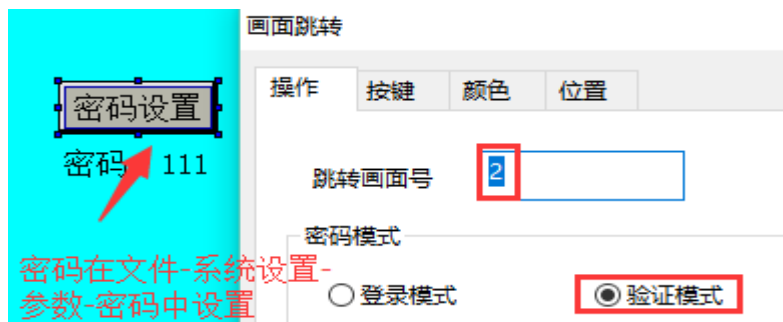 画面跳转
操作 按键 颜色 位置
密码设置
密码 111
跳转画面号 2
密码模式
登录模式 验证模式
密码在文件-系统设置-
参数-密码中设置